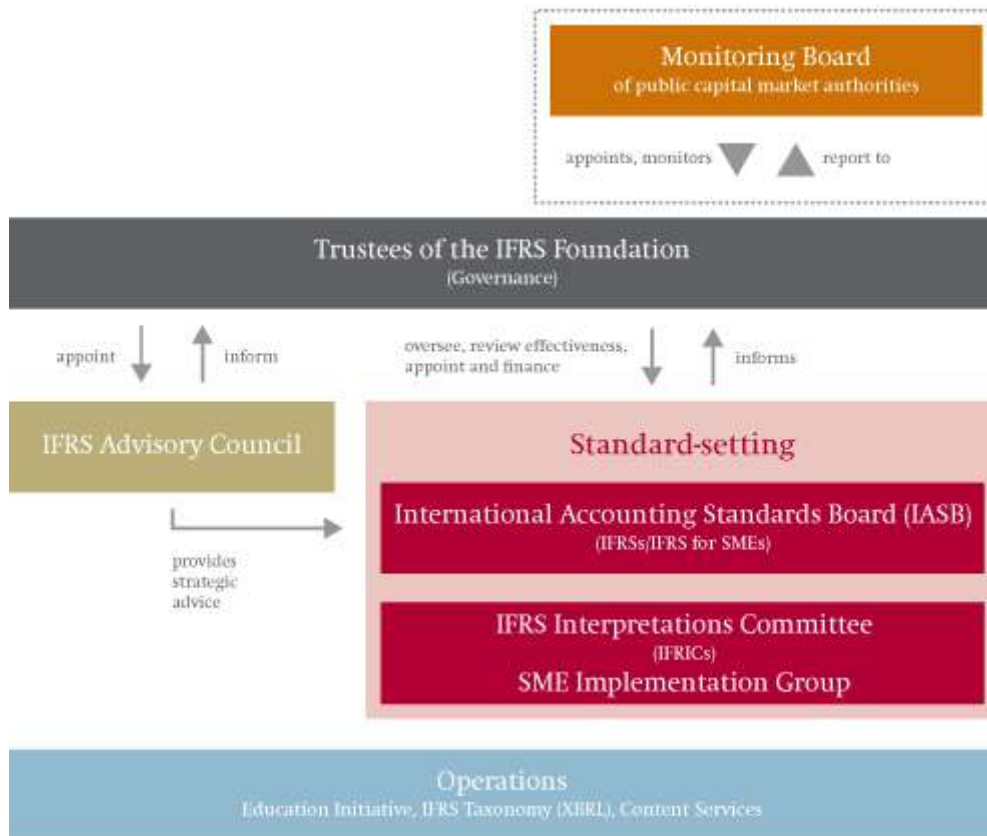 Monitoring Board
of public capital market authorities
appoints, monitors
report to
Trustees of the IFRS Foundation
(Governance)
appoint
inform
oversee, review effectiveness,
appoint and finance
informs
IFRS Advisory Council
Standard-setting
International Accounting Standards Board (IASB)
(IFRSs/IFRS for SMEs)
provides
strategic
advice
IFRS Interpretations Committee
(IFRICs)
SME Implementation Group
Operations
Education Initiative, IFRS Taxonomy (XBRL), Content Services